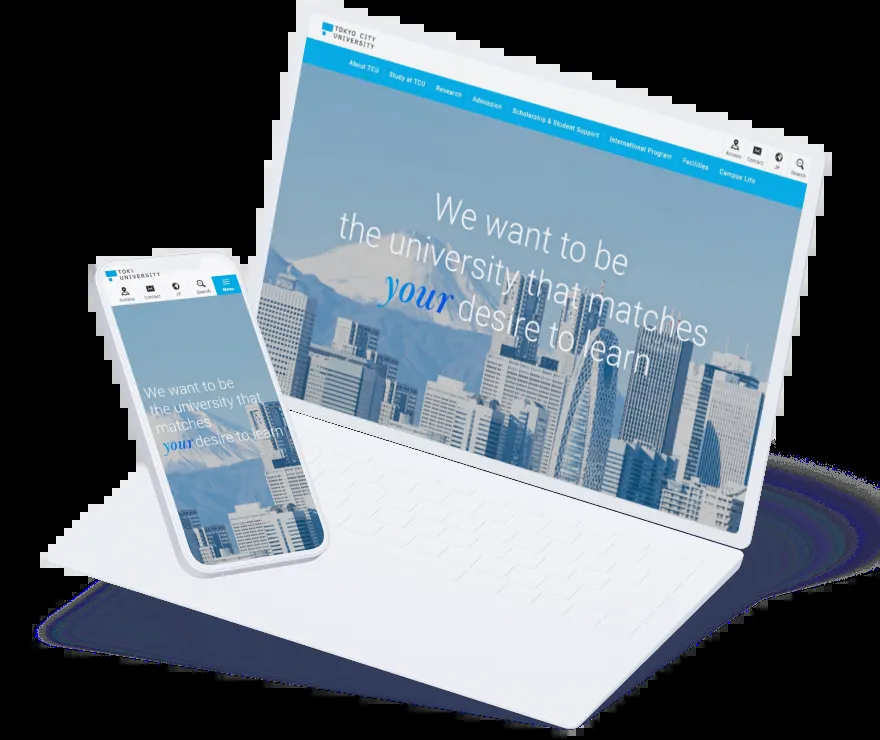 TOKYO CITY
UNIVERSITY
About TCU
Study at TCU
Research
Admission
Scholarship & Student Support
International Program
Facilities
Campus Life
Access
Contact
JP
Search
We want to be
the university that matches
your desire to learn
TOKY
UNIVERSITY
Access
Contact
JP
Search
Menu
We want to be
the university that
matches
your desire to learn